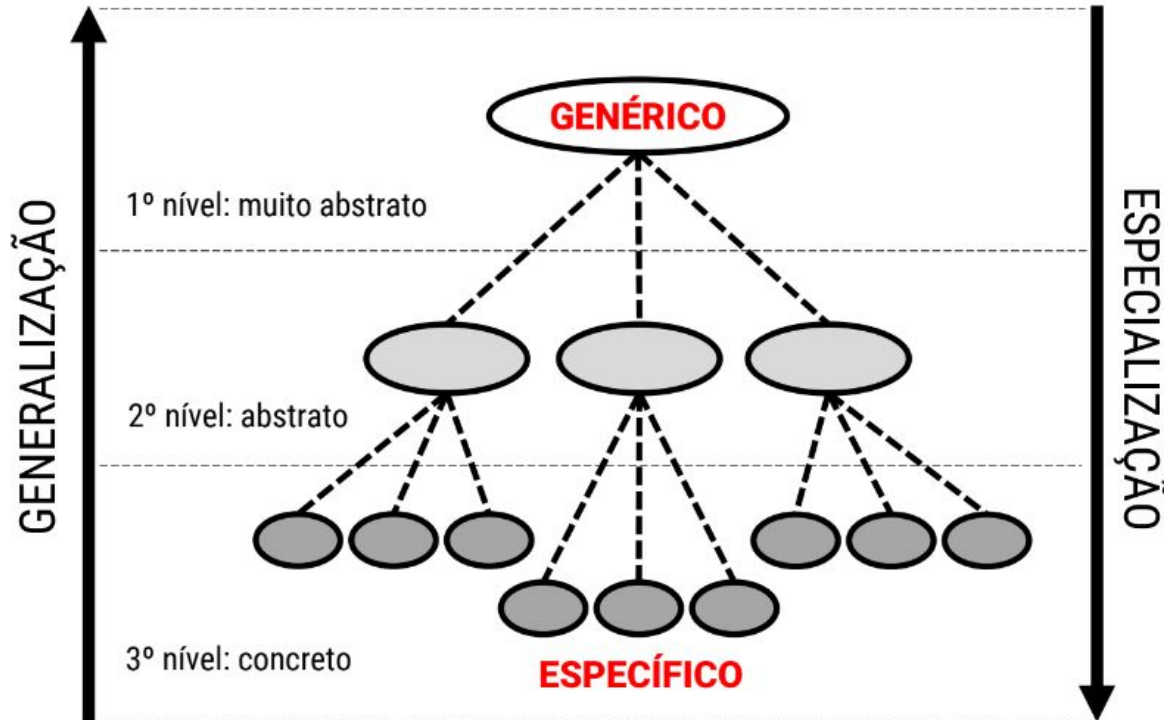 GENÉRICO
1º nível: muito abstrato
GENERALIZAÇÃO
ESPECIALIZAÇÃO
2º nível: abstrato
3º nível: concreto
ESPECÍFICO